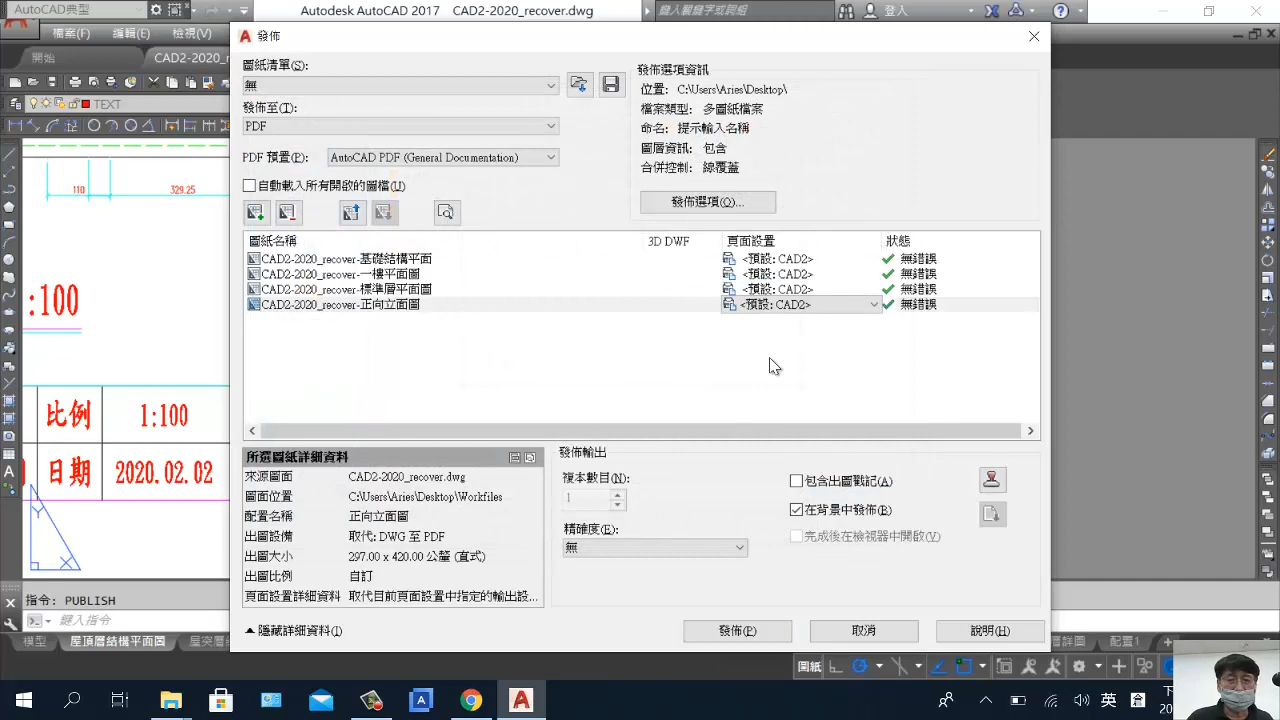 AutoCAD典型
Autodesk AutoCAD 2017 CAD2-2020_recover.dwg
鍵入關鍵字或詞組
登入
檔案(F)
編輯(E)
檢視(V)
發佈
開始
CAD2-2020_re
圖紙清單(S):
發佈選項資訊
無
位置: C:\Users\Aries\Desktop\
發佈至(T):
檔案類型: 多圖紙檔案
TEXT
PDF
命名: 提示輸入名稱
圖層資訊: 包含
PDF 預置(P):
AutoCAD PDF (General Documentation)
合併控制: 線覆蓋
110
329.25
自動載入所有開啟的圖檔(U)
發佈選項(O)...
圖紙名稱
3D DWF
頁面設置
狀態
CAD2-2020_recover-基礎結構平面
<預設: CAD2>
無錯誤
CAD2-2020_recover-一樓平面圖
<預設: CAD2>
無錯誤
CAD2-2020_recover-標準層平面圖
<預設: CAD2>
無錯誤
CAD2-2020_recover-正向立面圖
<預設: CAD2>
無錯誤
:100
比例
1:100
日期
2020.02.02
所選圖紙詳細資料
來源圖面 CAD2-2020_recover.dwg
圖面位置 C:\Users\Aries\Desktop\Workfiles
配置名稱 正向立面圖
出圖設備 取代: DWG 至 PDF
出圖大小 297.00 x 420.00 公釐 (直式)
出圖比例 自訂
頁面設置詳細資料 取代目前頁面設置中指定的輸出設...
發佈輸出
複本數目(N):
1
包含出圖戳記(A)
在背景中發佈(B)
精確度(E):
無
完成後在檢視器中開啟(V)
Y
X
指令: PUBLISH
鍵入指令
隱藏詳細資料(I)
發佈(P)
取消
說明(H)
模型
屋頂層結構平面圖
屋突層結
層詳圖
配置1
圖紙
英
下
20